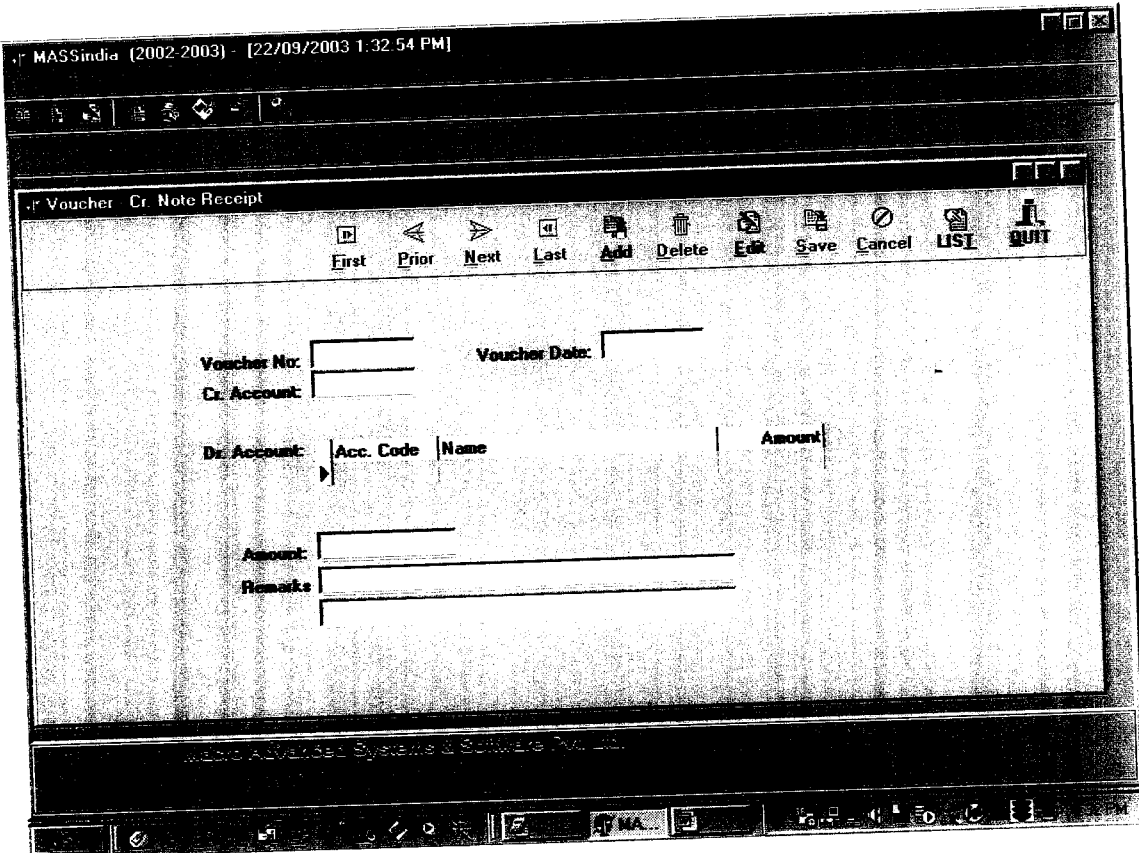 MASSindia (2002-2003) - [22/09/2003 1:32:54 PM]
Voucher Cr. Note Receipt
First Prior Next Last Add Delete Edit Save Cancel LIST QUIT
Voucher No: Voucher Date:
Cr. Account:
Dr. Account: Acc. Code Name Amount
Amount:
Remarks
Macro Advanced Systems & Software Pvt. Ltd.
MA...